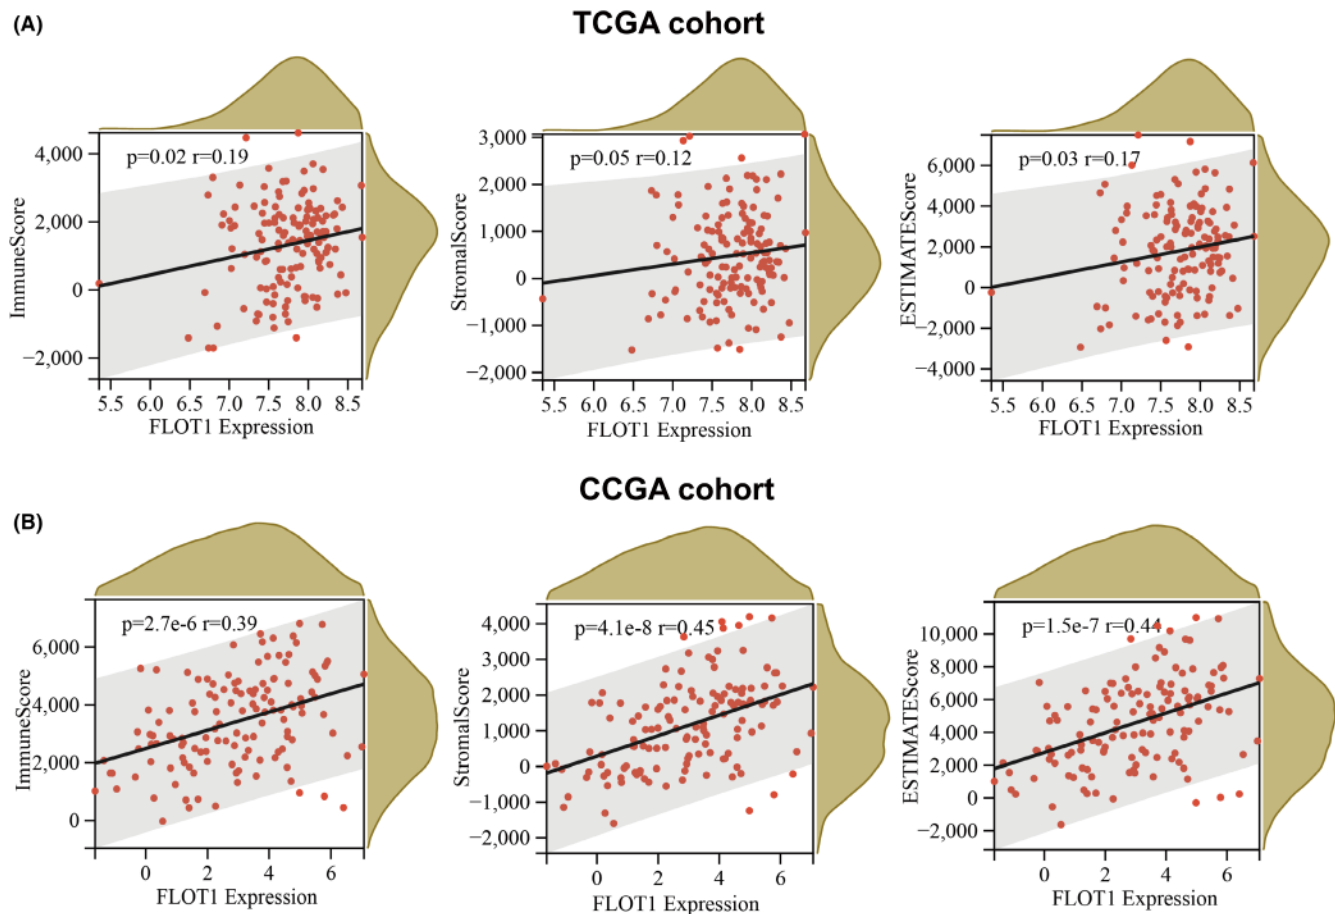 (A)
TCGA cohort
p=0.02 r=0.19
ImmuneScore
4,000
2,000
0
−2,000
5.5 6.0 6.5 7.0 7.5 8.0 8.5
FLOT1 Expression
p=0.05 r=0.12
StromalScore
3,000
2,000
1,000
0
−1,000
−2,000
5.5 6.0 6.5 7.0 7.5 8.0 8.5
FLOT1 Expression
p=0.03 r=0.17
ESTIMATEScore
6,000
4,000
2,000
0
−2,000
−4,000
5.5 6.0 6.5 7.0 7.5 8.0 8.5
FLOT1 Expression
CCGA cohort
(B)
p=2.7e-6 r=0.39
ImmuneScore
6,000
4,000
2,000
0
0 2 4 6
FLOT1 Expression
p=4.1e-8 r=0.45
StromalScore
4,000
3,000
2,000
1,000
0
−1,000
−2,000
0 2 4 6
FLOT1 Expression
p=1.5e-7 r=0.44
ESTIMATEScore
10,000
8,000
6,000
4,000
2,000
0
−2,000
0 2 4 6
FLOT1 Expression